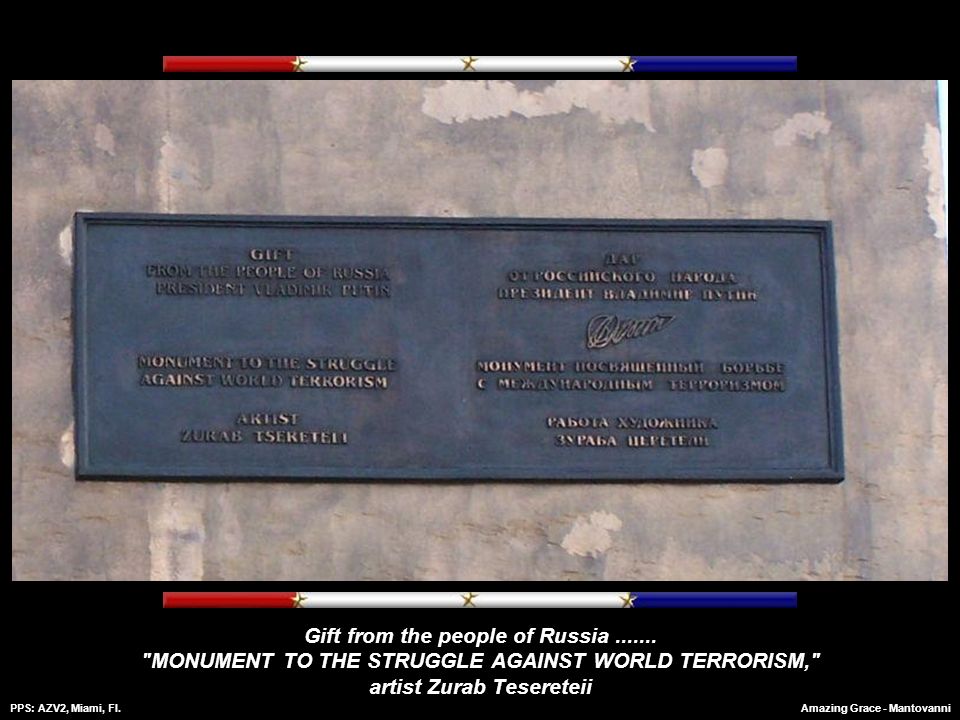 GIFT
FROM THE PEOPLE OF RUSSIA
PRESIDENT VLADIMIR PUTIN
MONUMENT TO THE STRUGGLE
AGAINST WORLD TERRORISM
ARTIST
ZURAB TSERETELI
ДАР
ОТ РОССИЙСКОГО НАРОДА
ПРЕЗИДЕНТ ВЛАДИМИР ПУТИН
МОНУМЕНТ ПОСВЯЩЕННЫЙ БОРЬБЕ
С МЕЖДУНАРОДНЫМ ТЕРРОРИЗМОМ
РАБОТА ХУДОЖНИКА
ЗУРАБА ЦЕРЕТЕЛИ
Gift from the people of Russia .......
"MONUMENT TO THE STRUGGLE AGAINST WORLD TERRORISM,"
artist Zurab Tesereteii
PPS: AZV2, Miami, Fl.
Amazing Grace - Mantovanni